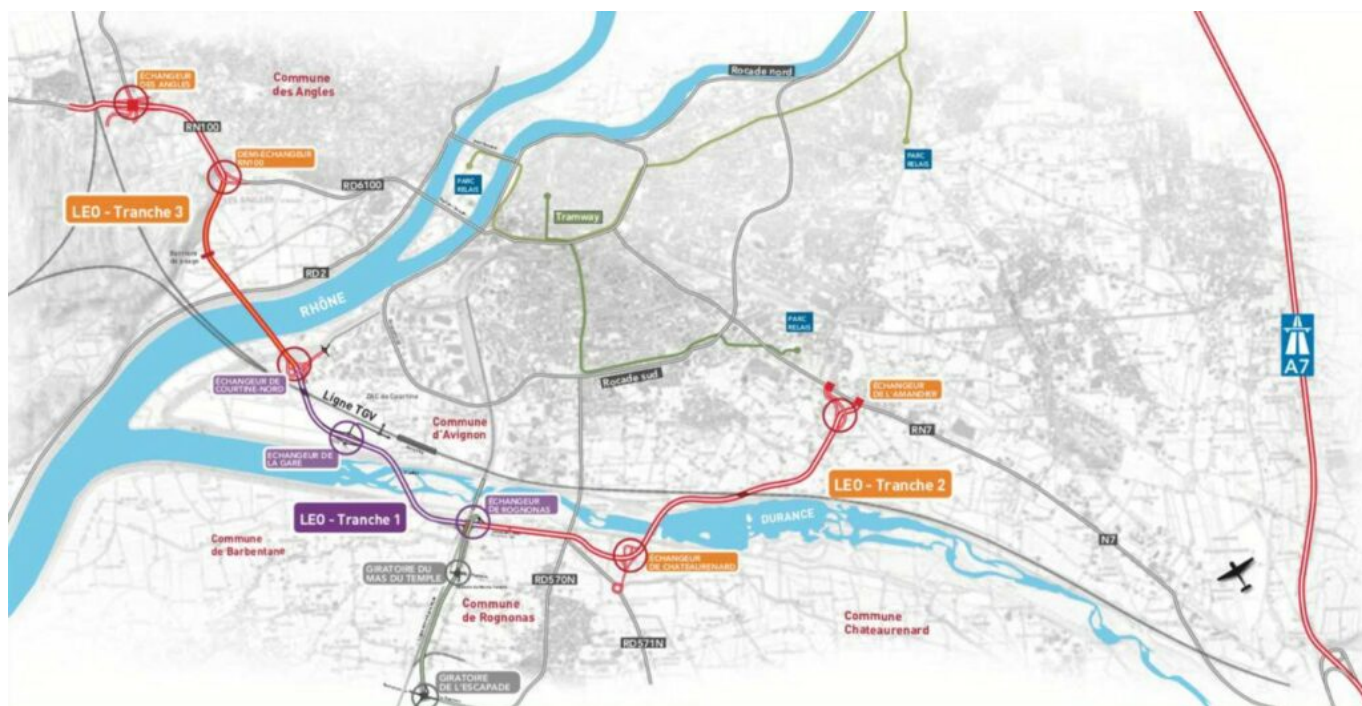 ÉCHANGEUR
DES ANGLES
Commune
des Angles
Rocade nord
RN100
DEMI-ÉCHANGEUR
RN100
PARC
RELAIS
PARC
RELAIS
RD6100
LEO - Tranche 3
Tramway
RD2
RHÔNE
PARC
RELAIS
A7
ÉCHANGEUR DE
COURTINE-NORD
Rocade sud
ÉCHANGEUR
DE L'AMANDIER
Ligne TGV
ZAC de Courtine
Commune
d'Avignon
RN7
ÉCHANGEUR DE
LA GARE
LEO - Tranche 2
LEO - Tranche 1
ÉCHANGEUR
DE ROGNONAS
DURANCE
Commune
de Barbentane
N7
ÉCHANGEUR
DE CHATEAURENARD
GIRATOIRE DU
MAS DU TEMPLE
RD570N
Commune
de Rognonas
Commune
Chateaurenard
RD571N
GIRATOIRE
DE L'ESCAPADE